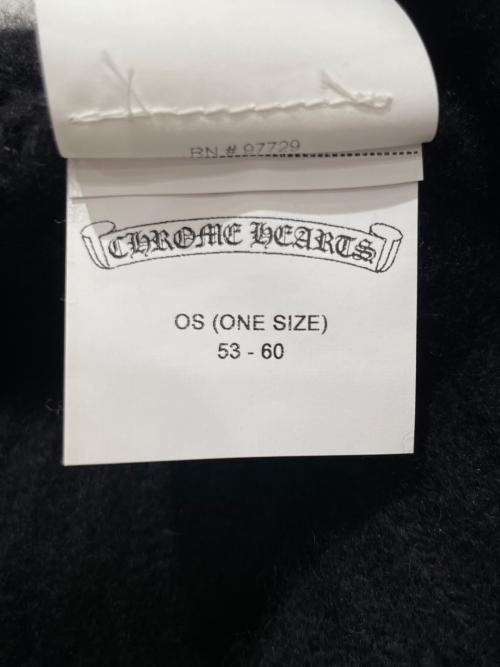 RN # 97729
CHROME HEARTS
OS (ONE SIZE)
53 - 60